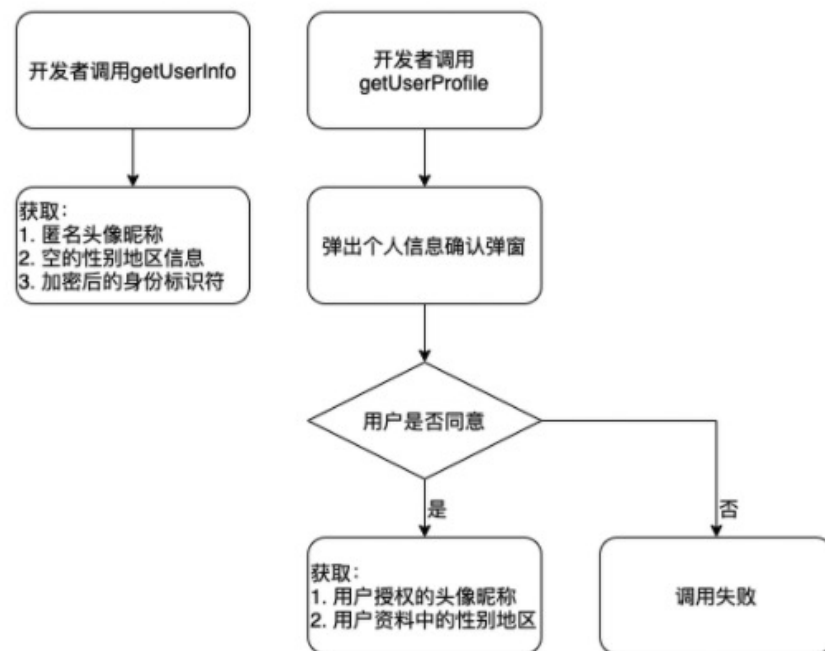 开发者调用getUserInfo
获取：
1. 匿名头像昵称
2. 空的性别地区信息
3. 加密后的身份标识符
开发者调用
getUserProfile
弹出个人信息确认弹窗
用户是否同意
是
否
获取：
1. 用户授权的头像昵称
2. 用户资料中的性别地区
调用失败